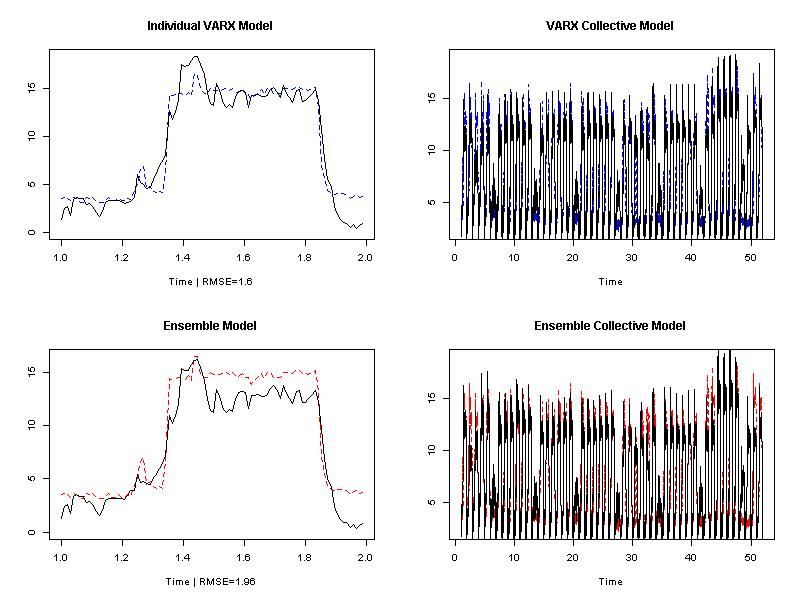 Individual VARX Model
15
10
5
0
1.0 1.2 1.4 1.6 1.8 2.0
Time | RMSE=1.6
VARX Collective Model
15
10
5
0 10 20 30 40 50
Time
Ensemble Model
15
10
5
0
1.0 1.2 1.4 1.6 1.8 2.0
Time | RMSE=1.96
Ensemble Collective Model
15
10
5
0 10 20 30 40 50
Time